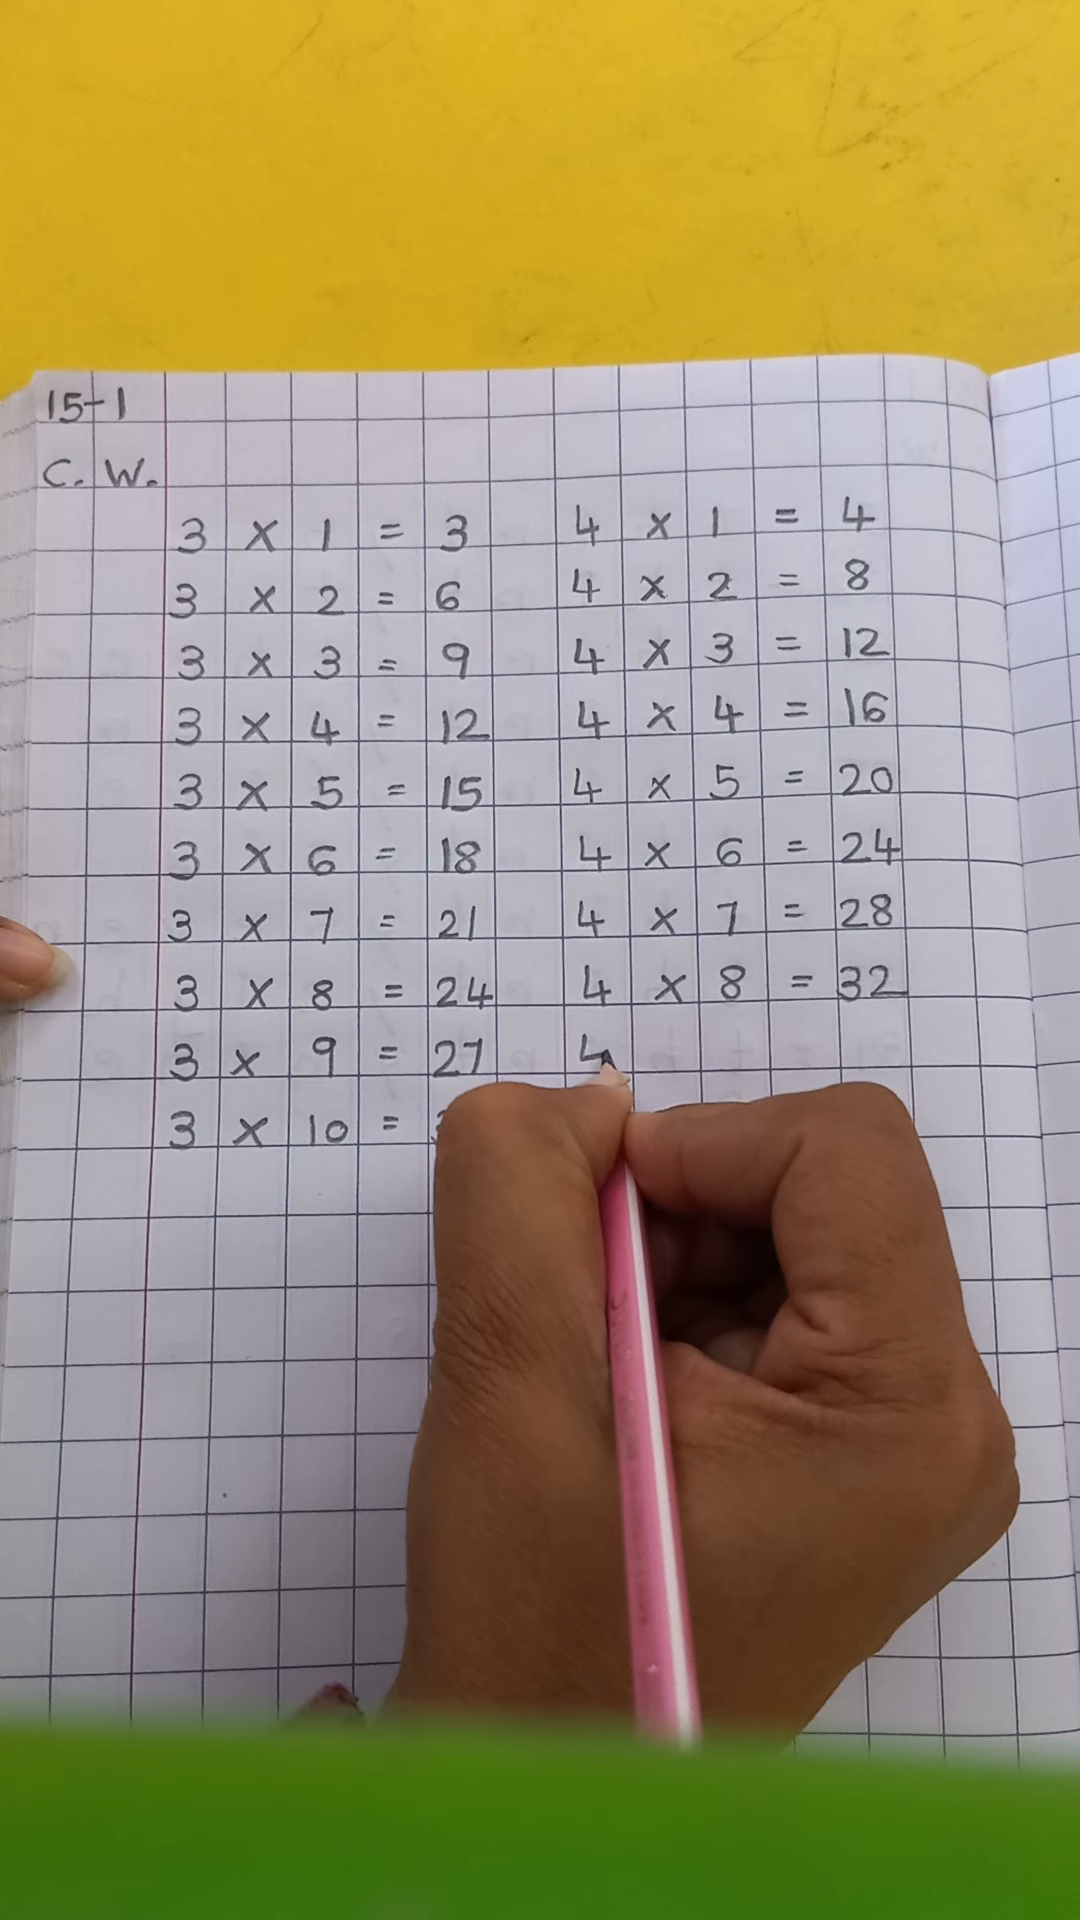 15-1
C. W.
3 x 1 = 3 4 x 1 = 4
3 x 2 = 6 4 x 2 = 8
3 x 3 = 9 4 x 3 = 12
3 x 4 = 12 4 x 4 = 16
3 x 5 = 15 4 x 5 = 20
3 x 6 = 18 4 x 6 = 24
3 x 7 = 21 4 x 7 = 28
3 x 8 = 24 4 x 8 = 32
3 x 9 = 27 4
3 x 10 =